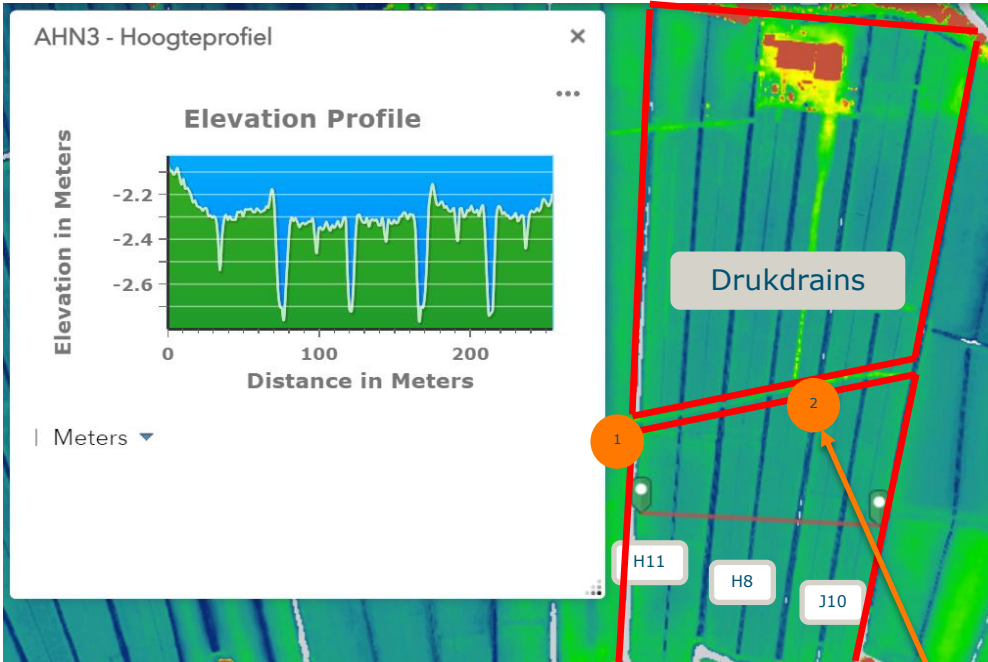 AHN3 - Hoogteprofiel ×
Elevation Profile
Elevation in Meters
-2.2
-2.4
-2.6
0 100 200
Distance in Meters
| Meters
Drukdrains
1
2
H11
H8
J10